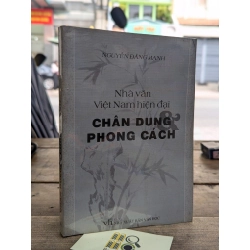 NGUYỄN ĐĂNG MẠNH
Nhà văn
Việt Nam hiện đại
CHÂN DUNG &
PHONG CÁCH